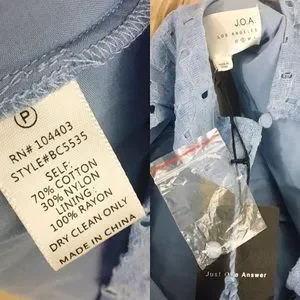 P
RN# 104403
STYLE#BC5535
SELF:
70% COTTON
30% NYLON
LINING:
100% RAYON
DRY CLEAN ONLY
MADE IN CHINA
J.O.A.
LOS ANGELES
Just One Answer